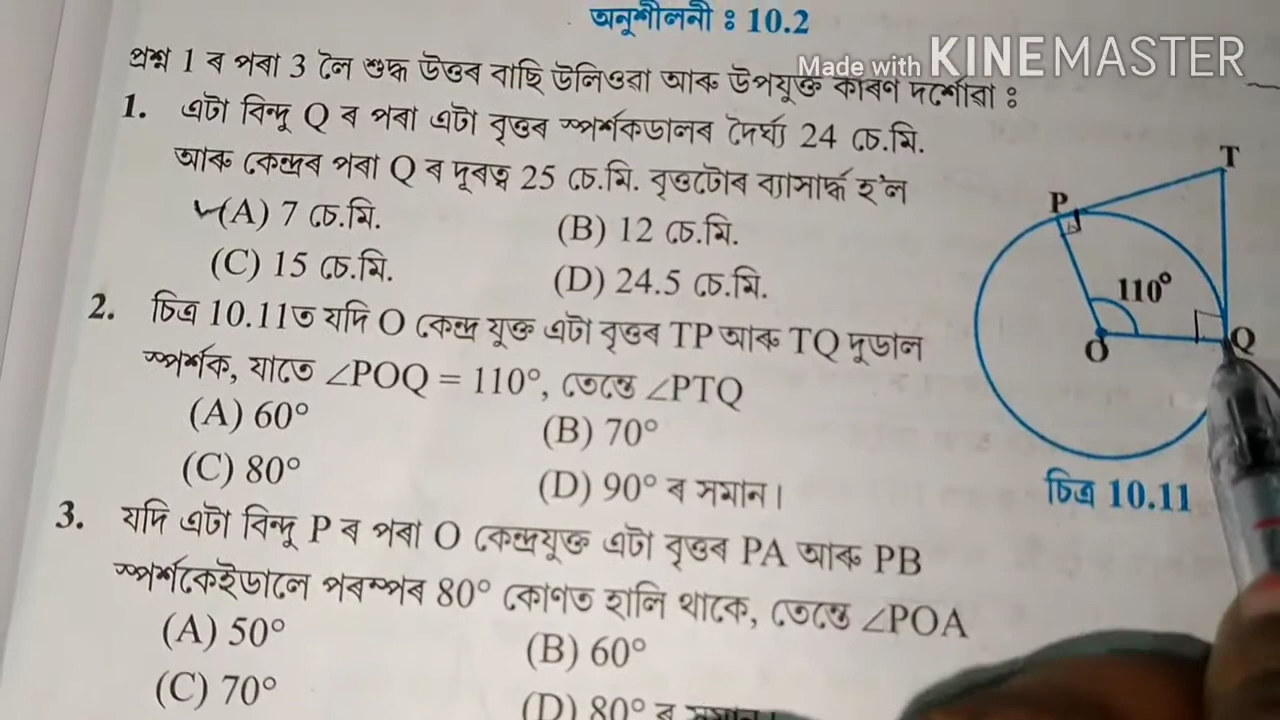 অনুশীলনী ঃ 10.2
Made with KINEMASTER
প্ৰশ্ন 1 ৰ পৰা 3 লৈ শুদ্ধ উত্তৰ বাছি উলিওৱা আৰু উপযুক্ত কাৰণ দৰ্শোৱা ঃ
1. এটা বিন্দু Q ৰ পৰা এটা বৃত্তৰ স্পৰ্শকডালৰ দৈৰ্ঘ্য 24 চে.মি.
আৰু কেন্দ্ৰৰ পৰা Q ৰ দূৰত্ব 25 চে.মি. বৃত্তটোৰ ব্যাসাৰ্দ্ধ হ'ল
(A) 7 চে.মি. (B) 12 চে.মি.
(C) 15 চে.মি. (D) 24.5 চে.মি.
2. চিত্ৰ 10.11ত যদি O কেন্দ্ৰ যুক্ত এটা বৃত্তৰ TP আৰু TQ দুডাল
স্পৰ্শক, যাতে ∠POQ = 110°, তেন্তে ∠PTQ
(A) 60° (B) 70°
(C) 80° (D) 90° ৰ সমান।
T
P
110°
O
Q
চিত্ৰ 10.11
3. যদি এটা বিন্দু P ৰ পৰা O কেন্দ্ৰযুক্ত এটা বৃত্তৰ PA আৰু PB
স্পৰ্শকেইডালে পৰস্পৰ 80° কোণত হালি থাকে, তেন্তে ∠POA
(A) 50° (B) 60°
(C) 70° (D) 80° ৰ সমান।